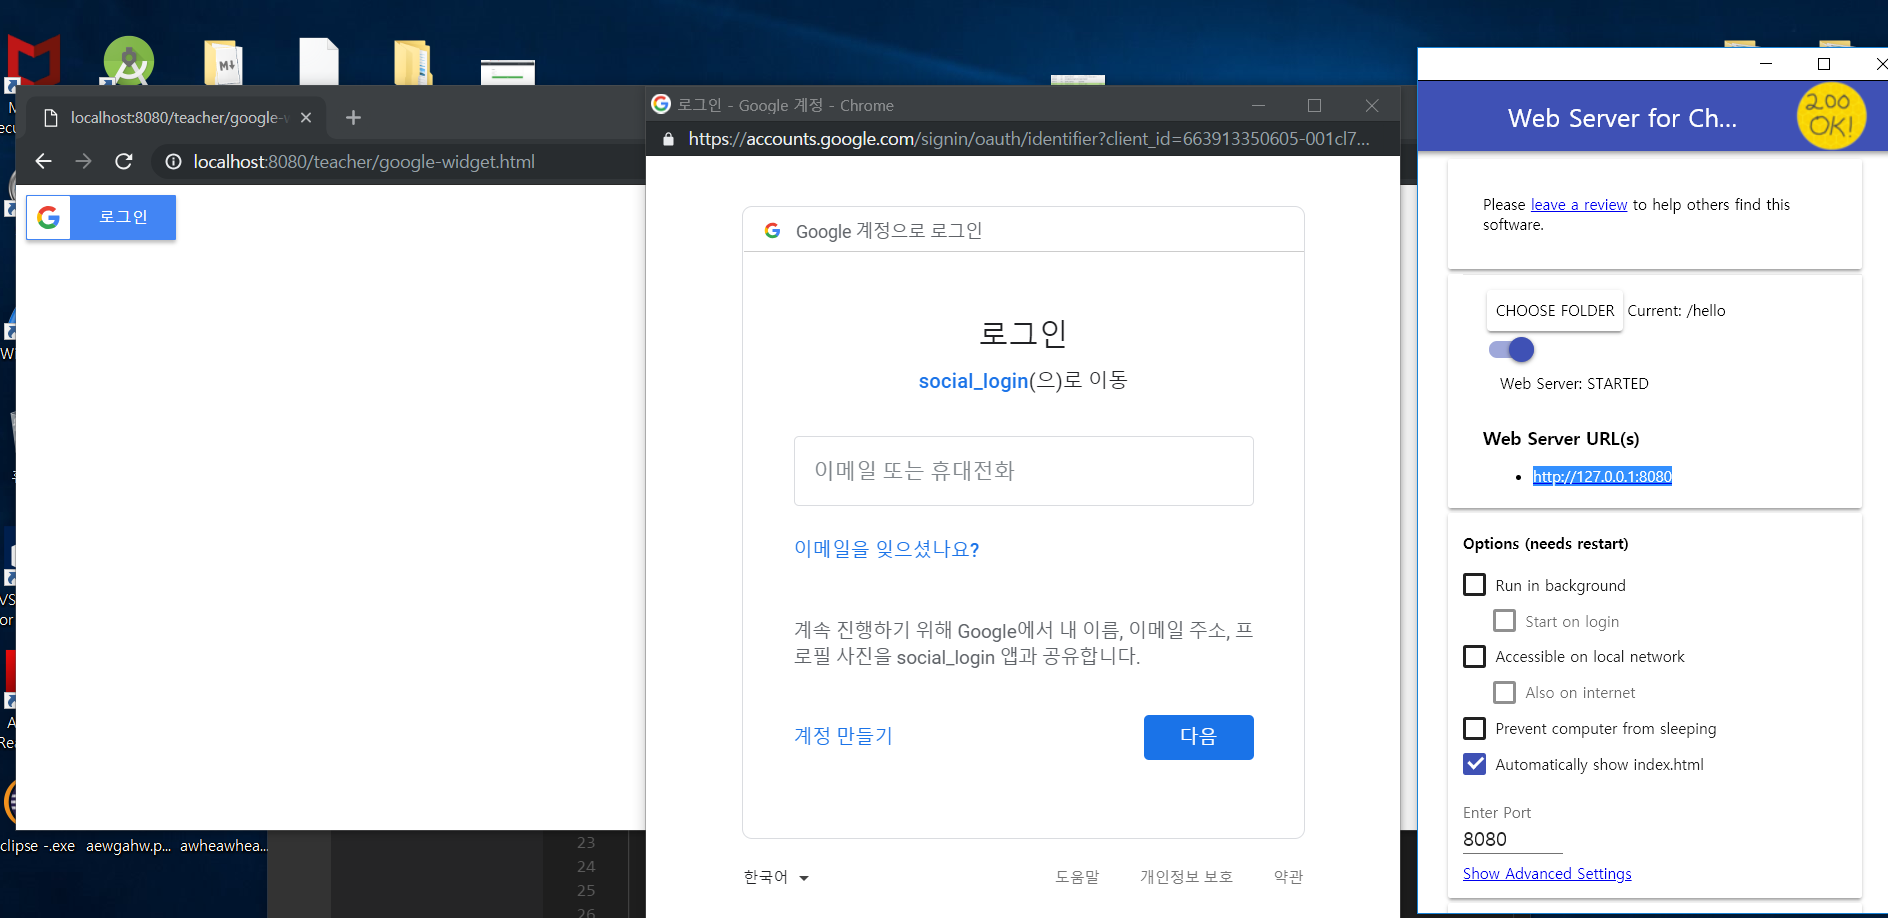 localhost:8080/teacher/google-w
localhost:8080/teacher/google-widget.html
로그인
로그인 - Google 계정 - Chrome
https://accounts.google.com/signin/oauth/identifier?client_id=663913350605-001cl7...
Google 계정으로 로그인
로그인
social_login(으)로 이동
이메일 또는 휴대전화
이메일을 잊으셨나요?
계속 진행하기 위해 Google에서 내 이름, 이메일 주소, 프
로필 사진을 social_login 앱과 공유합니다.
계정 만들기
다음
한국어
도움말
개인정보 보호
약관
Web Server for Ch...
200
OK!
Please leave a review to help others find this
software.
CHOOSE FOLDER Current: /hello
Web Server: STARTED
Web Server URL(s)
http://127.0.0.1:8080
Options (needs restart)
Run in background
Start on login
Accessible on local network
Also on internet
Prevent computer from sleeping
Automatically show index.html
Enter Port
8080
Show Advanced Settings
M↓
clipse -.exe
aewgahw.p...
awheawhea...
23
24
25
26